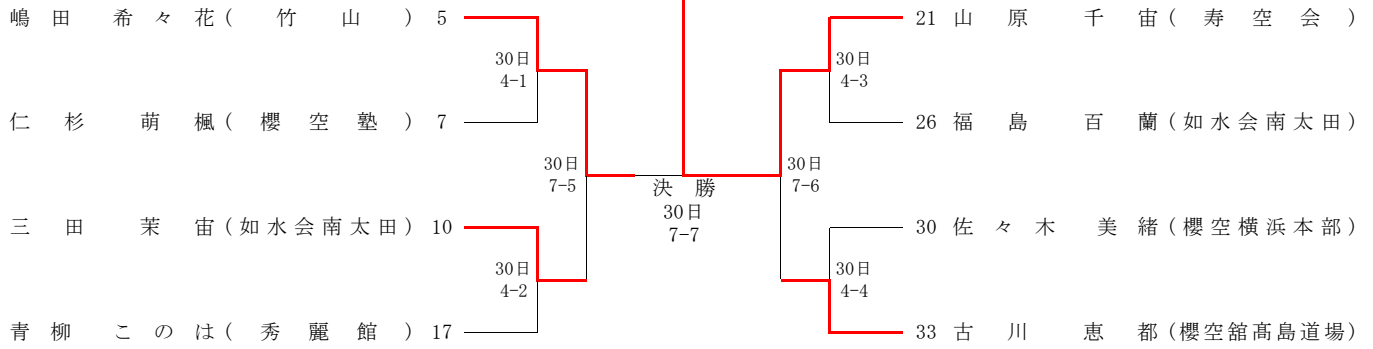 嶋田 希々花(竹山) 5
21 山原 千宙(寿空会)
30日
4-1
30日
4-3
仁杉 萌楓(櫻空塾) 7
26 福島 百蘭(如水会南太田)
30日
7-5
30日
7-6
決勝
30日
7-7
三田 茉宙(如水会南太田) 10
30 佐々木 美緒(櫻空横浜本部)
30日
4-2
30日
4-4
青柳 このは(秀麗館) 17
33 古川 恵都(櫻空舘髙島道場)